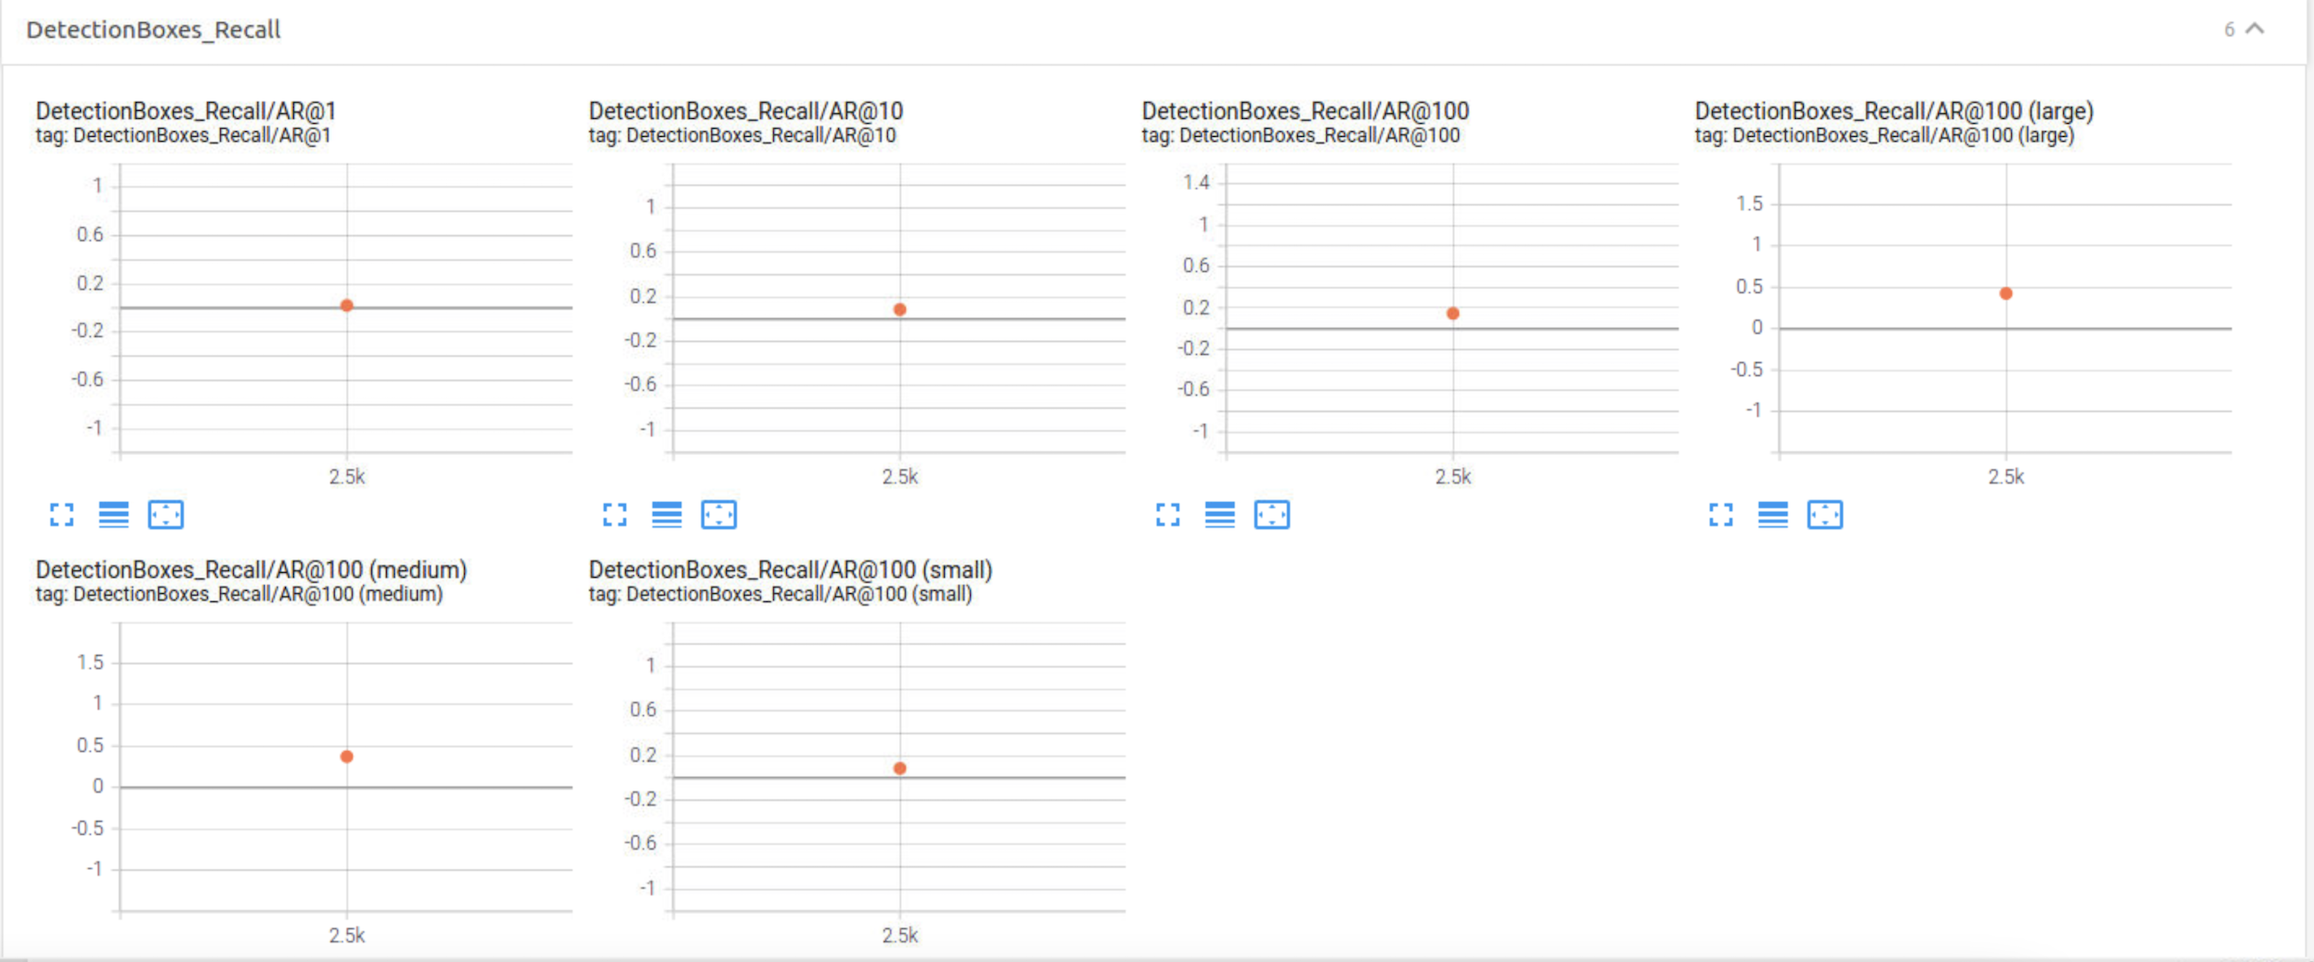 DetectionBoxes_Recall
6
DetectionBoxes_Recall/AR@1
tag: DetectionBoxes_Recall/AR@1
1
0.6
0.2
-0.2
-0.6
-1
2.5k
DetectionBoxes_Recall/AR@10
tag: DetectionBoxes_Recall/AR@10
1
0.6
0.2
-0.2
-0.6
-1
2.5k
DetectionBoxes_Recall/AR@100
tag: DetectionBoxes_Recall/AR@100
1.4
1
0.6
0.2
-0.2
-0.6
-1
2.5k
DetectionBoxes_Recall/AR@100 (large)
tag: DetectionBoxes_Recall/AR@100 (large)
1.5
1
0.5
0
-0.5
-1
2.5k
DetectionBoxes_Recall/AR@100 (medium)
tag: DetectionBoxes_Recall/AR@100 (medium)
1.5
1
0.5
0
-0.5
-1
2.5k
DetectionBoxes_Recall/AR@100 (small)
tag: DetectionBoxes_Recall/AR@100 (small)
1
0.6
0.2
-0.2
-0.6
-1
2.5k